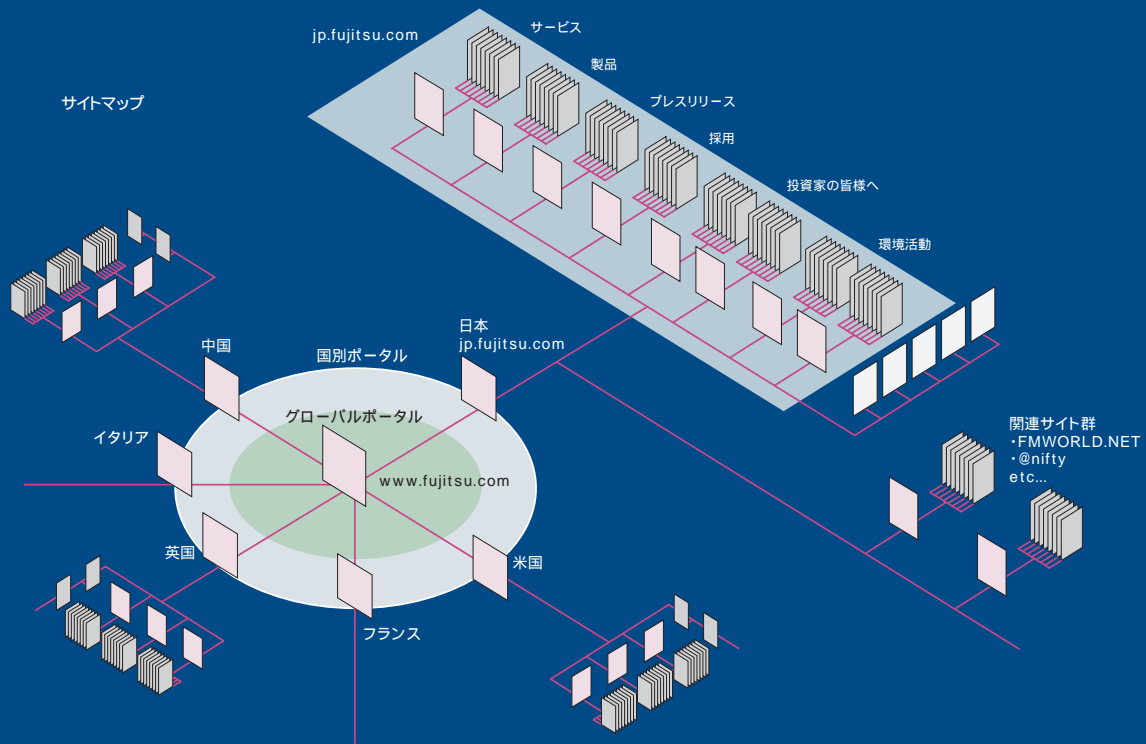 jp.fujitsu.com
サービス
製品
サイトマップ
プレスリリース
採用
投資家の皆様へ
環境活動
日本
jp.fujitsu.com
中国
国別ポータル
グローバルポータル
イタリア
www.fujitsu.com
関連サイト群
・FMWORLD.NET
・@nifty
etc...
英国
米国
フランス